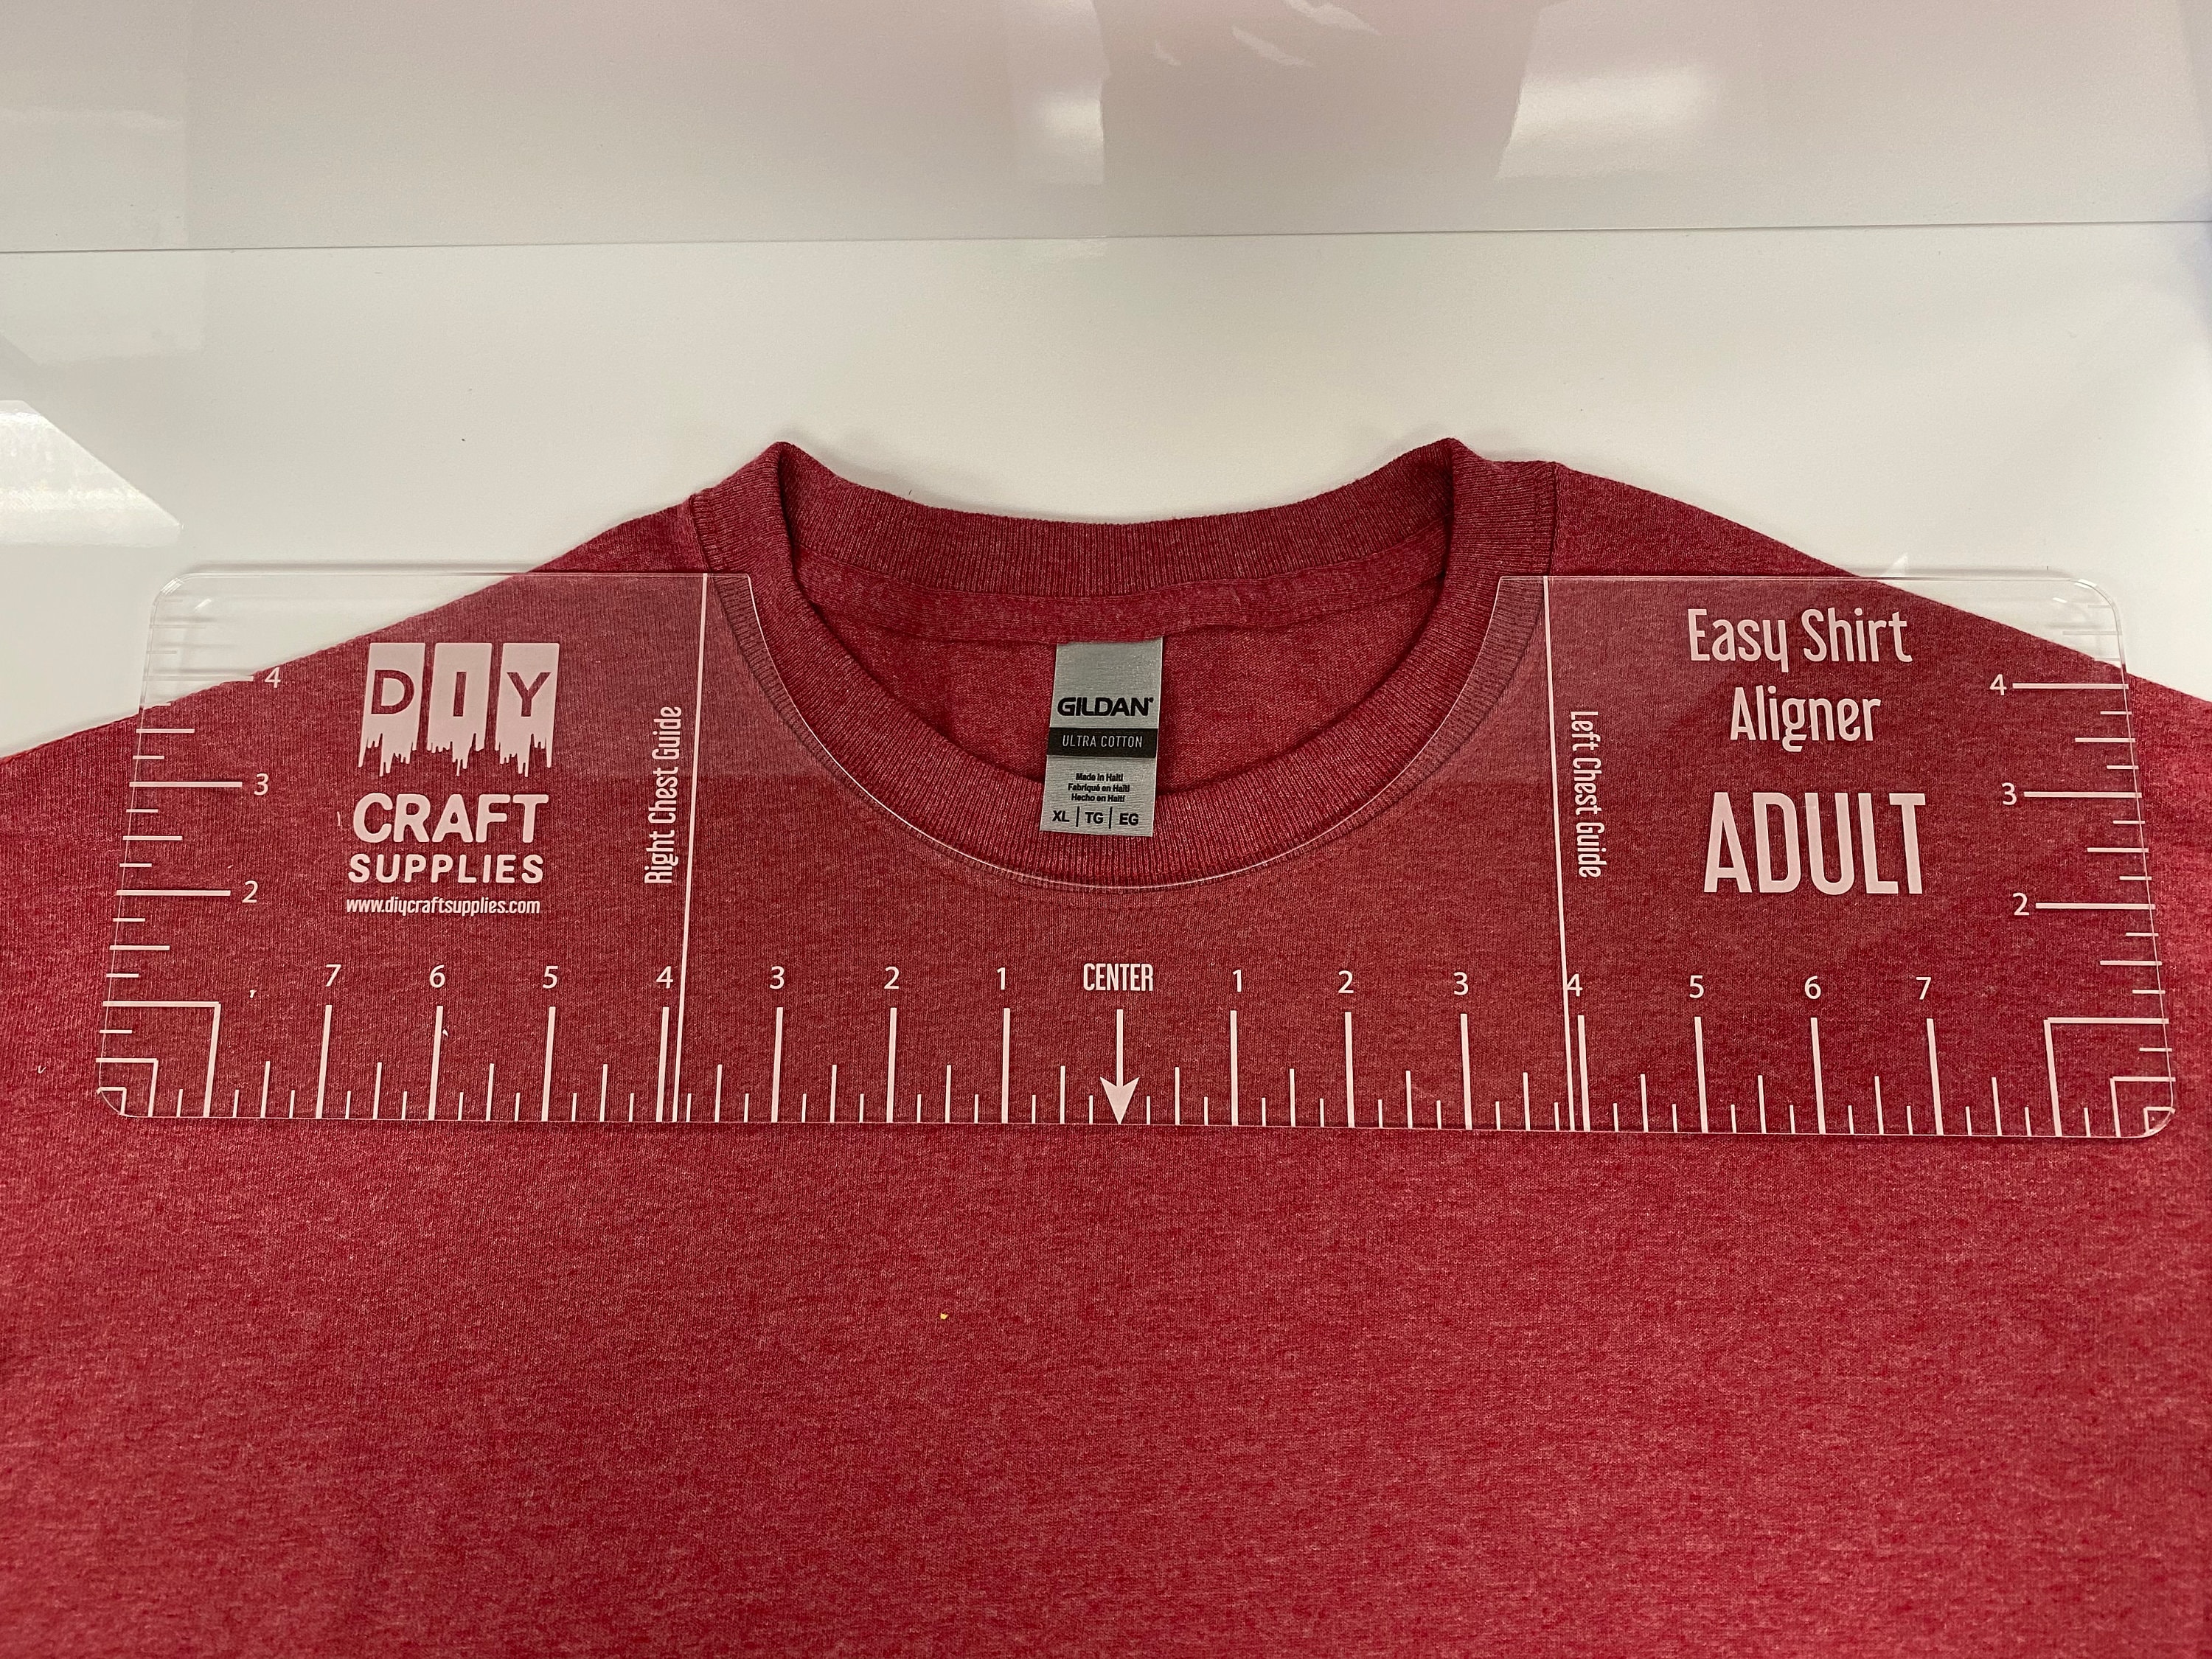 GILDAN®
ULTRA COTTON
Made in Haiti
Fabriqué en Haïti
Hecho en Haití
XL | TG | EG
DIY
CRAFT
SUPPLIES
www.diycraftsupplies.com
Right Chest Guide
Left Chest Guide
Easy Shirt
Aligner
ADULT
4
3
2
4
3
2
7 6 5 4 3 2 1 CENTER 1 2 3 4 5 6 7